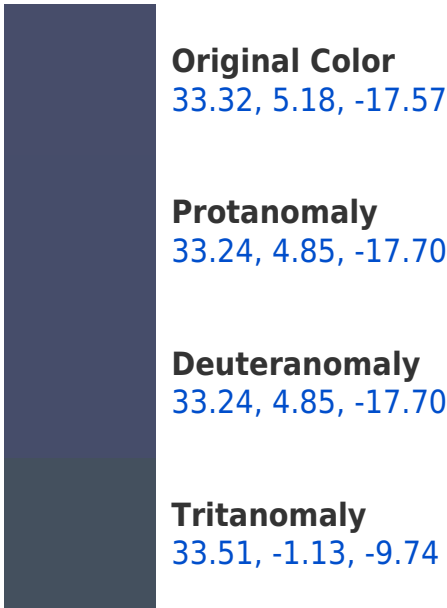 Original Color
33.32, 5.18, -17.57
Protanomaly
33.24, 4.85, -17.70
Deuteranomaly
33.24, 4.85, -17.70
Tritanomaly
33.51, -1.13, -9.74